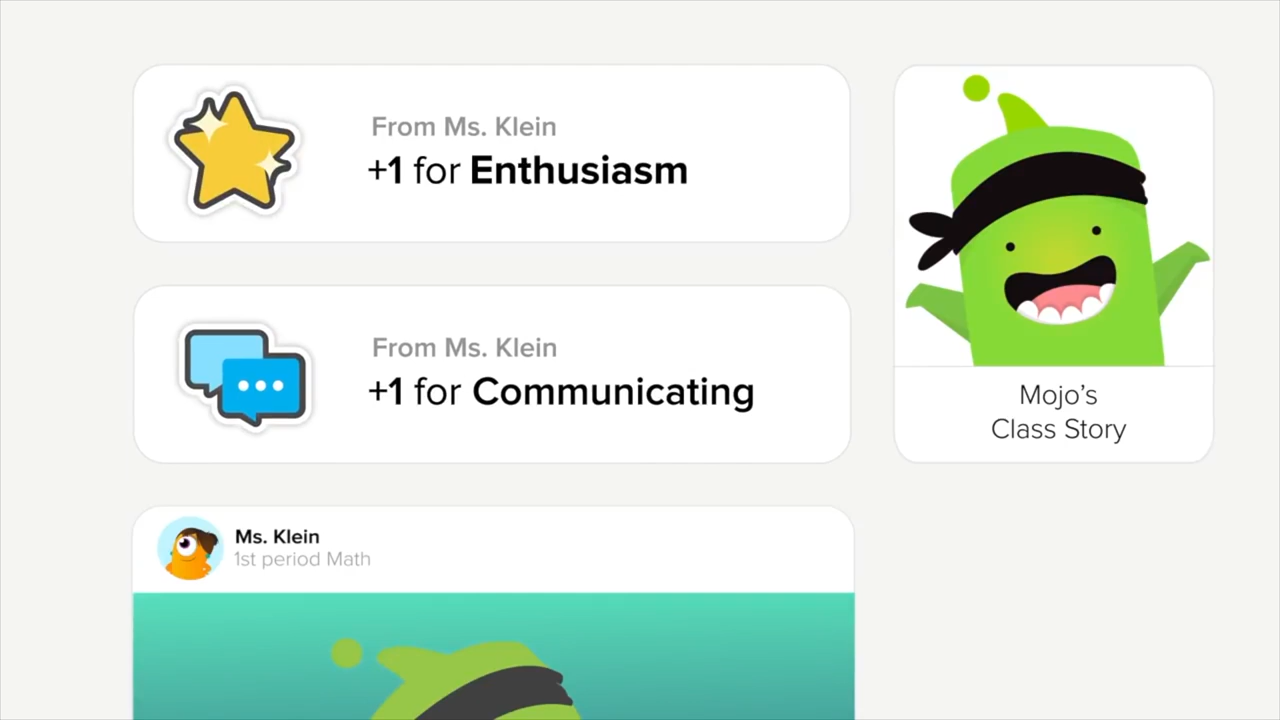 From Ms. Klein
+1 for Enthusiasm
From Ms. Klein
+1 for Communicating
Mojo’s
Class Story
Ms. Klein
1st period Math